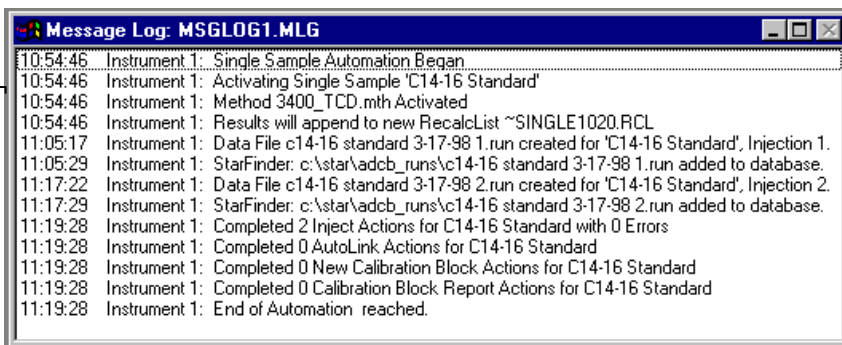 Message Log: MSGLOG1.MLG
10:54:46 Instrument 1: Single Sample Automation Began
10:54:46 Instrument 1: Activating Single Sample 'C14-16 Standard'
10:54:46 Instrument 1: Method 3400_TCD.mth Activated
10:54:46 Instrument 1: Results will append to new RecalcList ~SINGLE1020.RCL
11:05:17 Instrument 1: Data File c14-16 standard 3-17-98 1.run created for 'C14-16 Standard', Injection 1.
11:05:29 Instrument 1: StarFinder: c:\star\adcb_runs\c14-16 standard 3-17-98 1.run added to database.
11:17:22 Instrument 1: Data File c14-16 standard 3-17-98 2.run created for 'C14-16 Standard', Injection 2.
11:17:29 Instrument 1: StarFinder: c:\star\adcb_runs\c14-16 standard 3-17-98 2.run added to database.
11:19:28 Instrument 1: Completed 2 Inject Actions for C14-16 Standard with 0 Errors
11:19:28 Instrument 1: Completed 0 AutoLink Actions for C14-16 Standard
11:19:28 Instrument 1: Completed 0 New Calibration Block Actions for C14-16 Standard
11:19:28 Instrument 1: Completed 0 Calibration Block Report Actions for C14-16 Standard
11:19:28 Instrument 1: End of Automation reached.